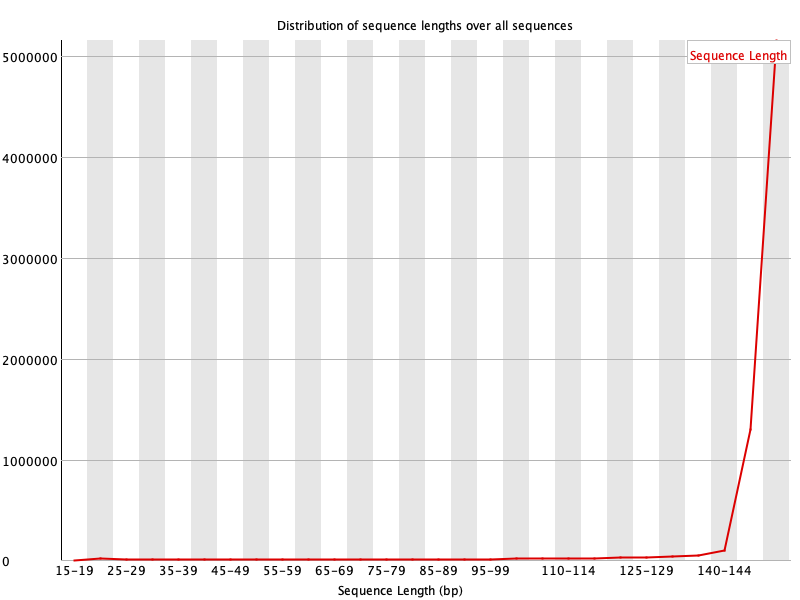 Distribution of sequence lengths over all sequences
Sequence Length
5000000
4000000
3000000
2000000
1000000
0
15-19 25-29 35-39 45-49 55-59 65-69 75-79 85-89 95-99 110-114 125-129 140-144
Sequence Length (bp)